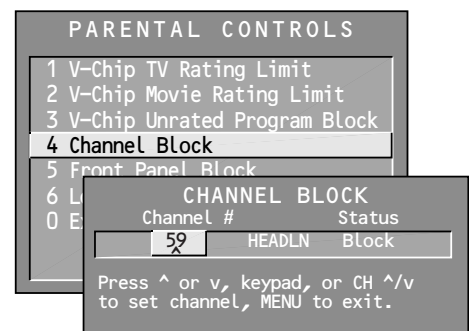 PARENTAL CONTROLS
1 V-Chip TV Rating Limit
2 V-Chip Movie Rating Limit
3 V-Chip Unrated Program Block
4 Channel Block
5 Front Panel Block
6 L
0 E
CHANNEL BLOCK
Channel # Status
59 HEADLN Block
^
Press ^ or v, keypad, or CH ^/v
to set channel, MENU to exit.